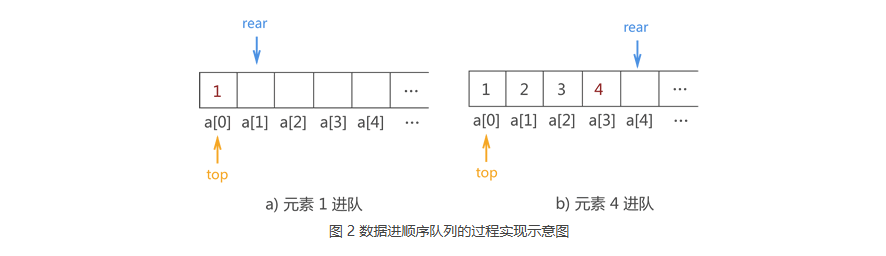 rear
1 ...
a[0] a[1] a[2] a[3] a[4] ...
top
a) 元素 1 进队
rear
1 2 3 4 ...
a[0] a[1] a[2] a[3] a[4] ...
top
b) 元素 4 进队
图 2 数据进顺序队列的过程实现示意图